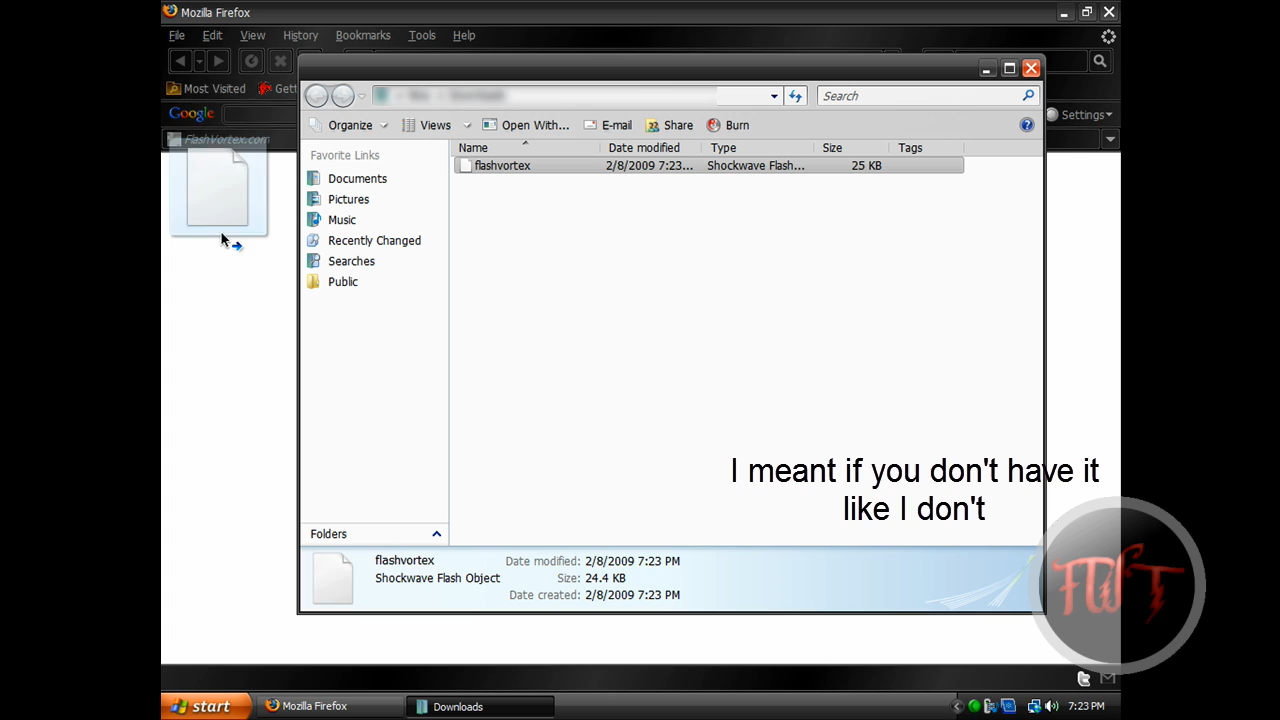 Mozilla Firefox
File Edit View History Bookmarks Tools Help
Most Visited
Google
Settings
FlashVortex.com
Search
Organize Views Open With... E-mail Share Burn
Favorite Links
Documents
Pictures
Music
Recently Changed
Searches
Public
Folders
Name Date modified Type Size Tags
flashvortex 2/8/2009 7:23... Shockwave Flash... 25 KB
I meant if you don't have it
like I don't
flashvortex Date modified: 2/8/2009 7:23 PM
Shockwave Flash Object Size: 24.4 KB
Date created: 2/8/2009 7:23 PM
FWT
start Mozilla Firefox Downloads 7:23 PM